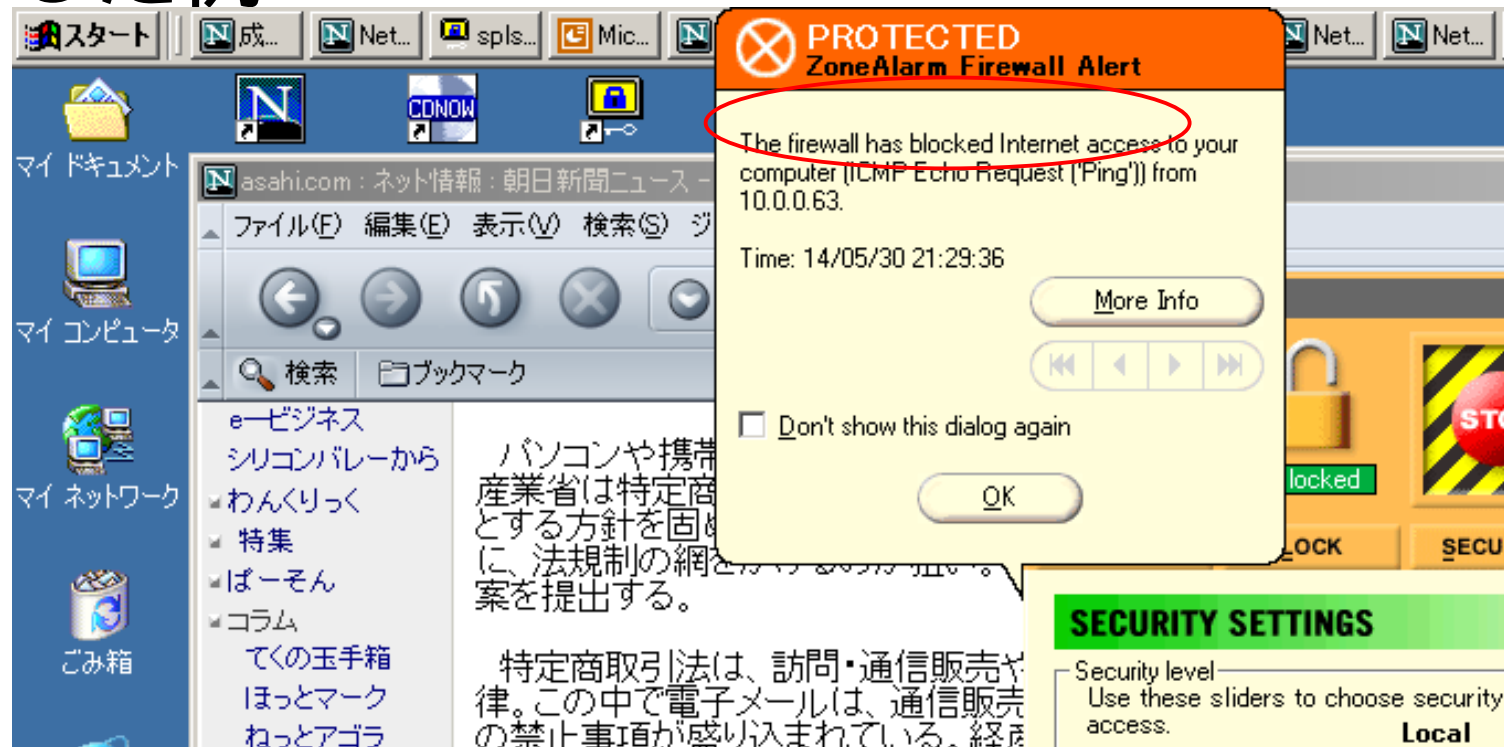 スタート
成...
Net...
spls...
Mic...
Net...
Net...
PROTECTED
ZoneAlarm Firewall Alert
The firewall has blocked Internet access to your
computer (ICMP Echo Request ('Ping')) from
10.0.0.63.
Time: 14/05/30 21:29:36
More Info
Don't show this dialog again
OK
CDNOW
マイ ドキュメント
マイ コンピュータ
マイ ネットワーク
ごみ箱
asahi.com : ネット情報 : 朝日新聞ニュース -
ファイル(F) 編集(E) 表示(V) 検索(S) ジ
検索
ブックマーク
e−ビジネス
シリコンバレーから
わんくりっく
特集
ぱーそん
コラム
てくの玉手箱
ほっとマーク
ねっとアゴラ
パソコンや携帯
産業省は特定商
とする方針を固め
に、法規制の網をかけるのが狙い。
案を提出する。
特定商取引法は、訪問・通信販売や
律。この中で電子メールは、通信販売
の禁止事項が盛り込まれている。経産
locked
STO
LOCK
SECU
SECURITY SETTINGS
Security level
Use these sliders to choose security
access.
Local